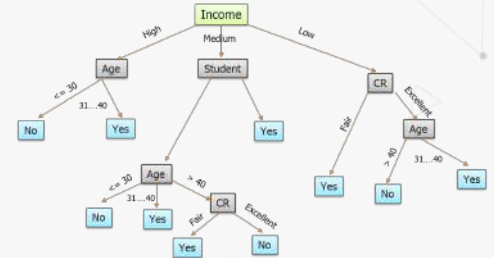 Income
High
Medium
Low
Age
Student
CR
<= 30
31...40
Fair
Excellent
No
Yes
Yes
Age
Age
> 40
31...40
<= 30
31...40
> 40
CR
Yes
No
Yes
No
Yes
Fair
Excellent
Yes
No